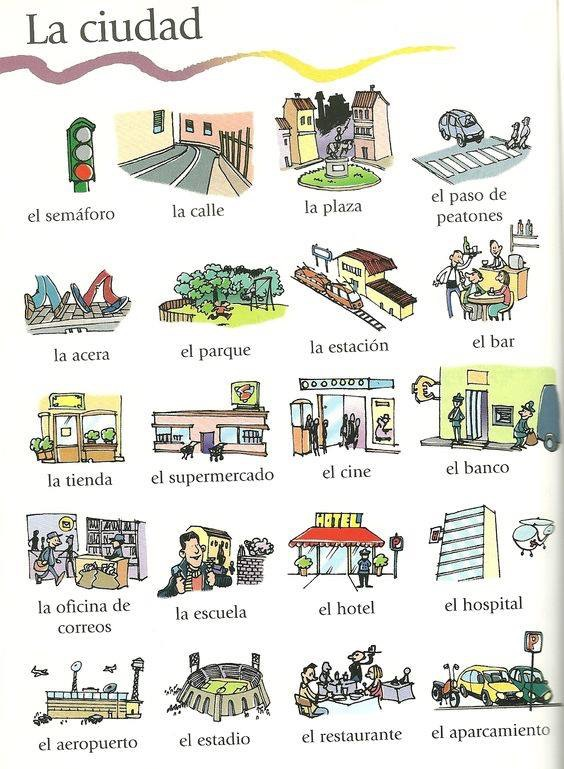 La ciudad
el semáforo
la calle
la plaza
el paso de
peatones
la acera
el parque
la estación
el bar
la tienda
el supermercado
el cine
el banco
HOTEL
P
la oficina de
correos
la escuela
el hotel
el hospital
P
el aeropuerto
el estadio
el restaurante
el aparcamiento